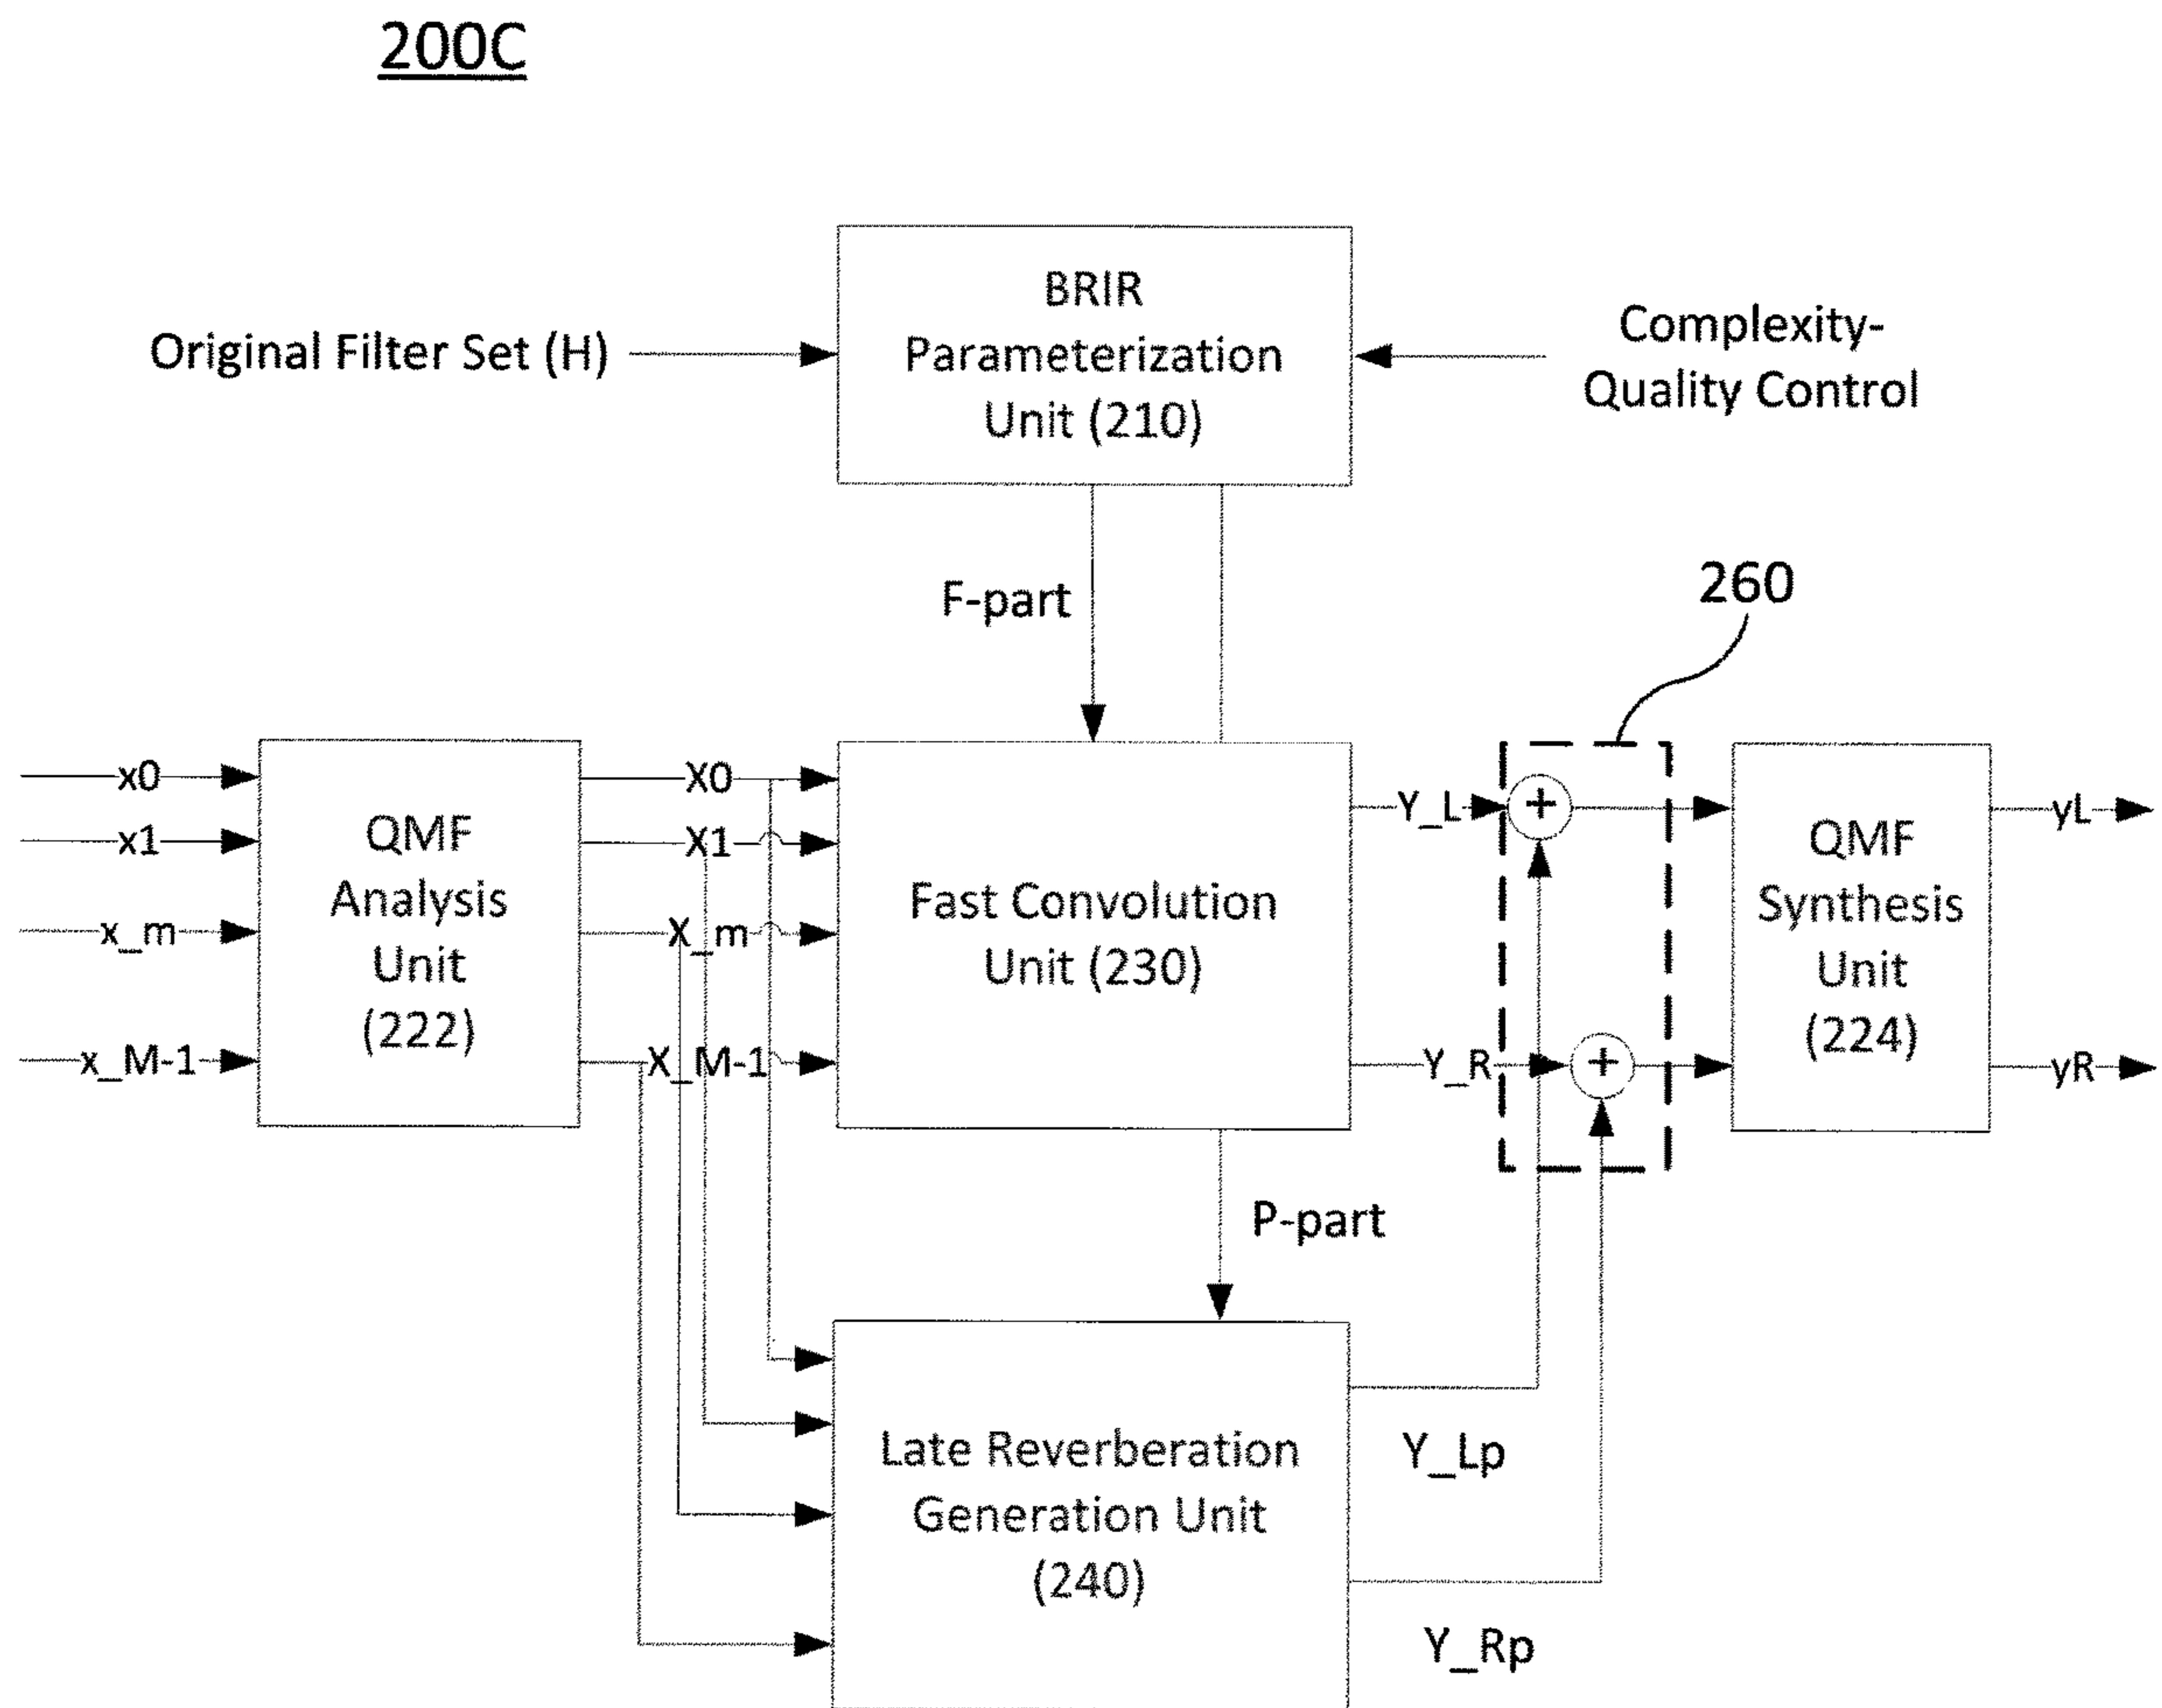 200C
BRIR
Parameterization
Unit (210)
Original Filter Set (H)
Complexity-
Quality Control
F-part
260
x0
x1
x_m
x_M-1
QMF
Analysis
Unit
(222)
X0
X1
X_m
X_M-1
Fast Convolution
Unit (230)
Y_L
Y_R
+
+
QMF
Synthesis
Unit
(224)
yL
yR
P-part
Late Reverberation
Generation Unit
(240)
Y_Lp
Y_Rp